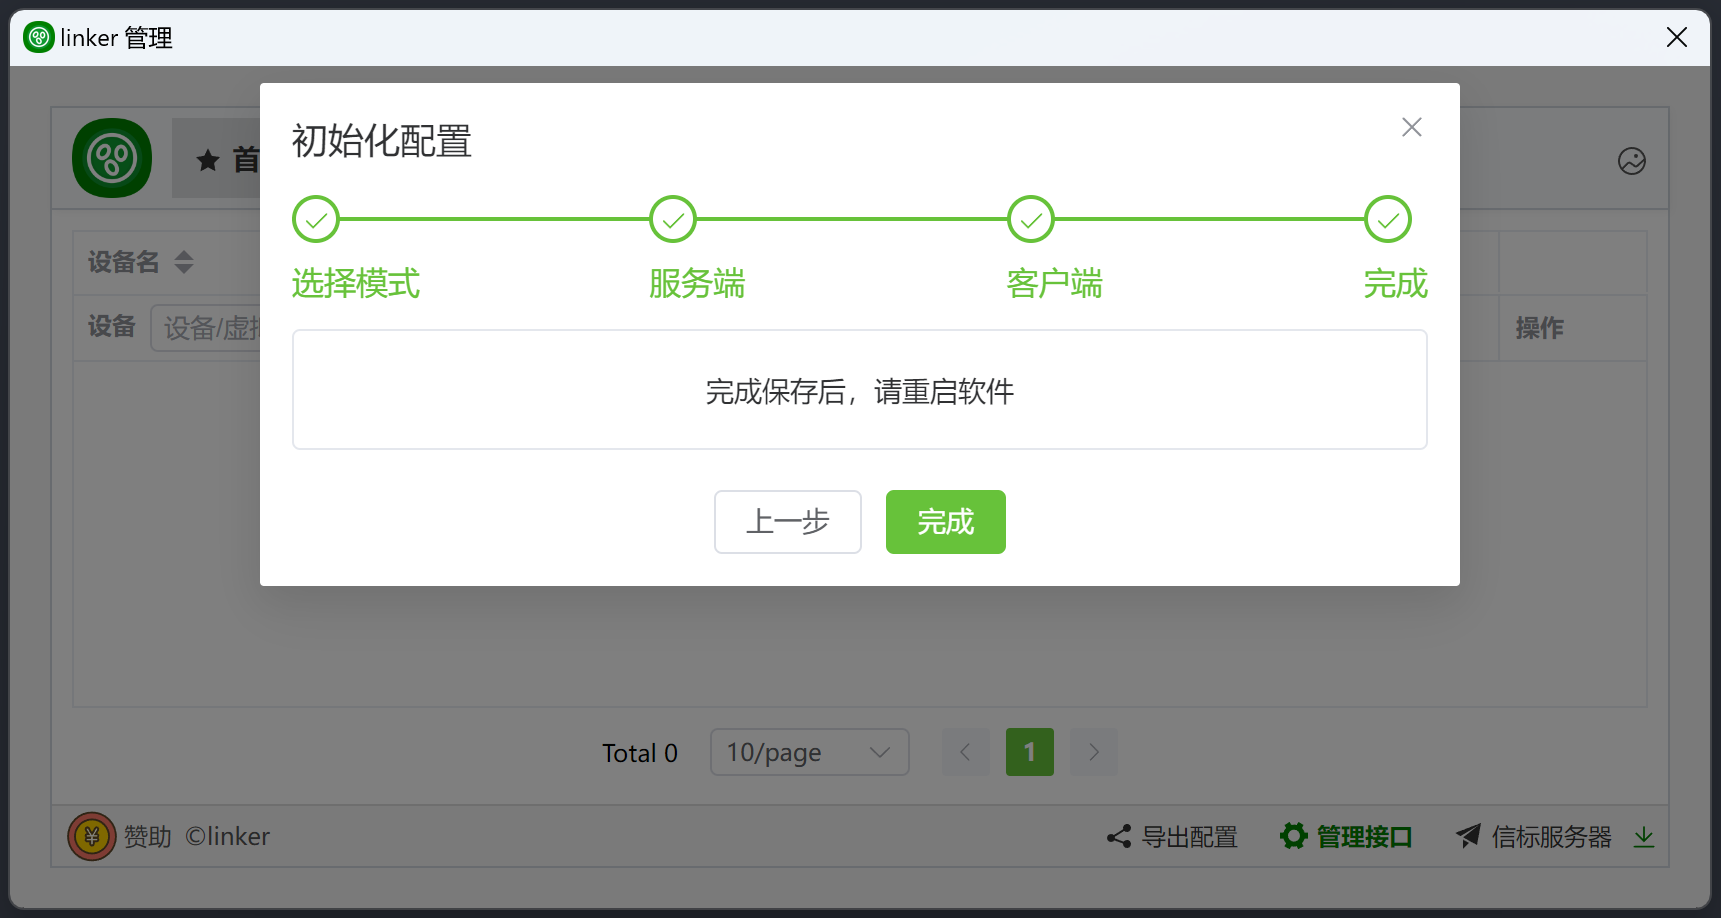 linker 管理
初始化配置
首
选择模式
服务端
客户端
完成
设备名
设备
设备/虚
操作
完成保存后，请重启软件
上一步
完成
Total 0
10/page
1
赞助 ©linker
导出配置
管理接口
信标服务器